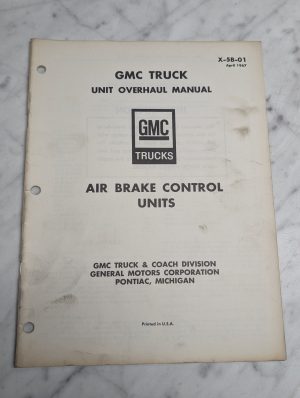 X-5B-01
April 1967
GMC TRUCK
UNIT OVERHAUL MANUAL
GMC
TRUCKS
AIR BRAKE CONTROL
UNITS
GMC TRUCK & COACH DIVISION
GENERAL MOTORS CORPORATION
PONTIAC, MICHIGAN
Printed in U.S.A.